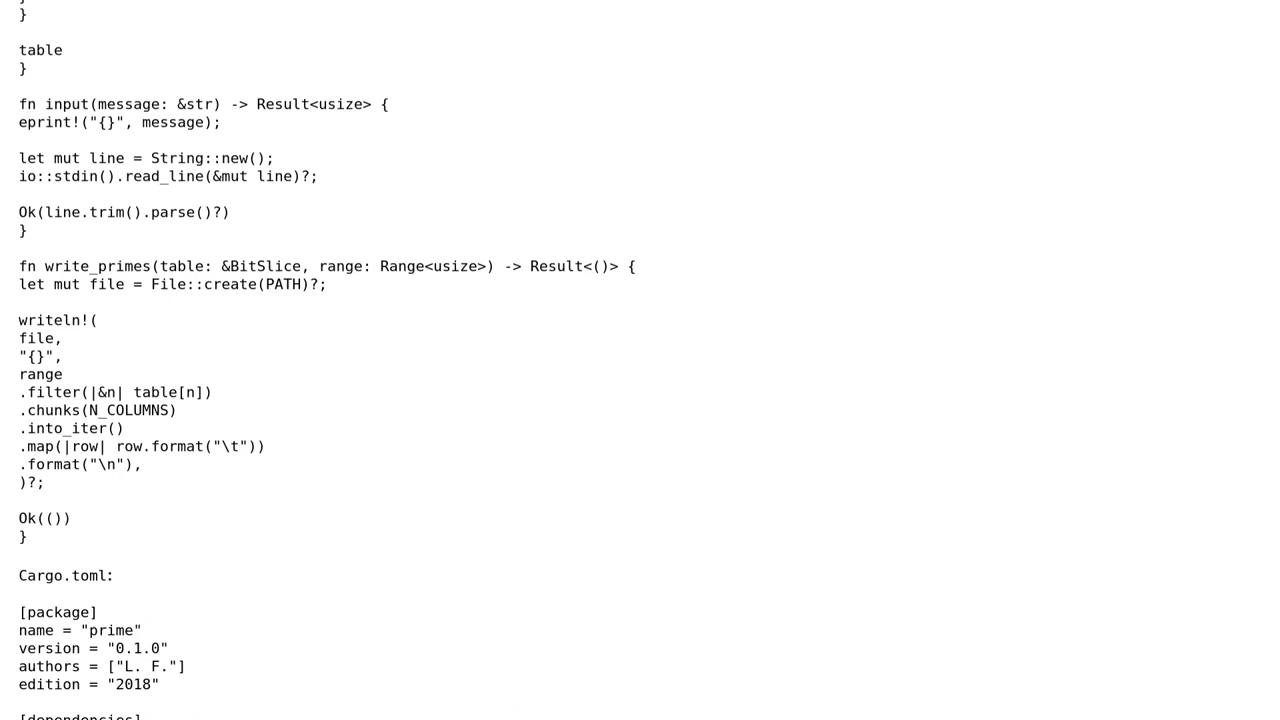 }
}

table
}

fn input(message: &str) -> Result<usize> {
eprint!("{}", message);

let mut line = String::new();
io::stdin().read_line(&mut line)?;

Ok(line.trim().parse()?)
}

fn write_primes(table: &BitSlice, range: Range<usize>) -> Result<()> {
let mut file = File::create(PATH)?;

writeln!(
file,
"{}",
range
.filter(|&n| table[n])
.chunks(N_COLUMNS)
.into_iter()
.map(|row| row.format("\t"))
.format("\n"),
)?;

Ok(())
}

Cargo.toml:

[package]
name = "prime"
version = "0.1.0"
authors = ["L. F."]
edition = "2018"

[dependencies]